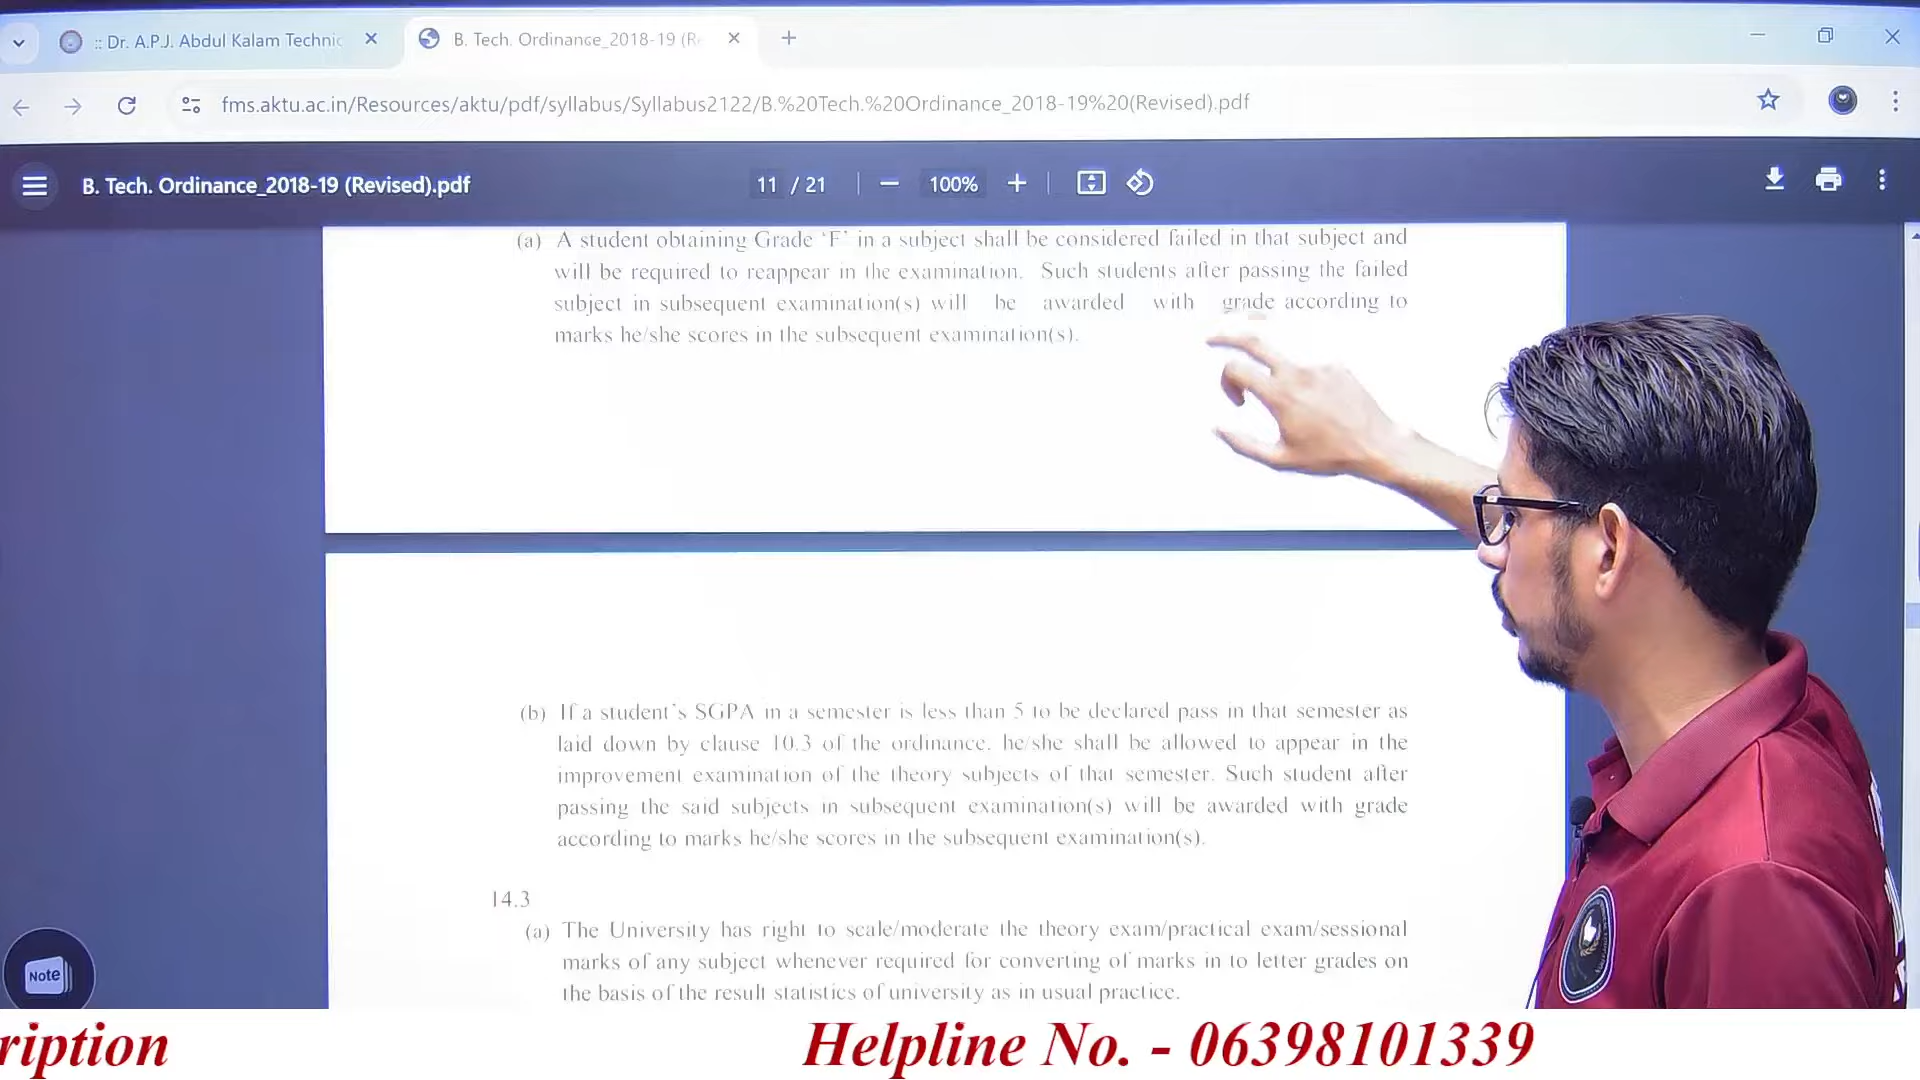 :: Dr. A.P.J. Abdul Kalam Technic
B. Tech. Ordinance_2018-19 (R
fms.aktu.ac.in/Resources/aktu/pdf/syllabus/Syllabus2122/B.%20Tech.%20Ordinance_2018-19%20(Revised).pdf
B. Tech. Ordinance_2018-19 (Revised).pdf
11 / 21
100%
(a) A student obtaining Grade ‘F’ in a subject shall be considered failed in that subject and
will be required to reappear in the examination. Such students after passing the failed
subject in subsequent examination(s) will be awarded with grade according to
marks he/she scores in the subsequent examination(s).
(b) If a student’s SGPA in a semester is less than 5 to be declared pass in that semester as
laid down by clause 10.3 of the ordinance, he/she shall be allowed to appear in the
improvement examination of the theory subjects of that semester. Such student after
passing the said subjects in subsequent examination(s) will be awarded with grade
according to marks he/she scores in the subsequent examination(s).
14.3
(a) The University has right to scale/moderate the theory exam/practical exam/sessional
marks of any subject whenever required for converting of marks in to letter grades on
the basis of the result statistics of university as in usual practice.
Note
ription
Helpline No. - 06398101339